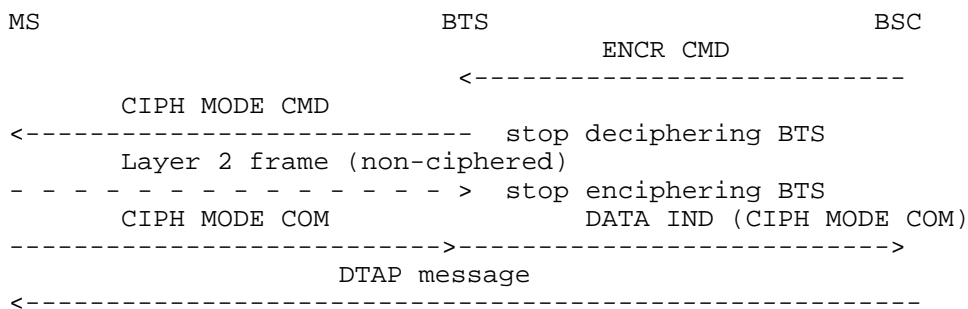 MS BTS BSC
ENCR CMD
<---------------------------
CIPH MODE CMD
<---------------------------- stop deciphering BTS
Layer 2 frame (non-ciphered)
- - - - - - - - - - - - - > stop enciphering BTS
CIPH MODE COM DATA IND (CIPH MODE COM)
--------------------------->--------------------------->
DTAP message
<--------------------------------------------------------